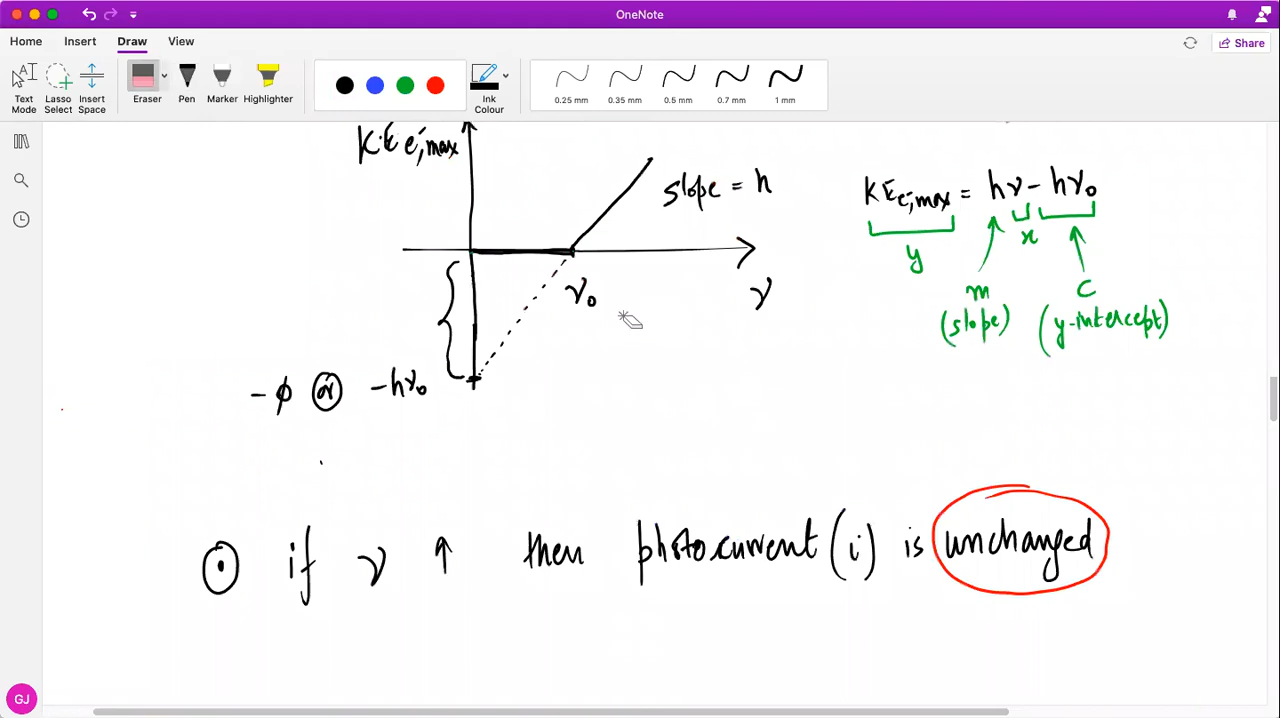 OneNote
Home Insert Draw View
Share
Text Mode
Lasso Select
Insert Space
Eraser
Pen
Marker
Highlighter
Ink Colour
0.25 mm 0.35 mm 0.5 mm 0.7 mm 1 mm
KE e⁻,max
slope = h
KE e⁻,max = hν - hν₀
y
x
m
(slope)
C
(y-intercept)
ν₀
ν
-ϕ or -hν₀
⊙ if ν ↑ then photocurrent (i) is unchanged
GJ